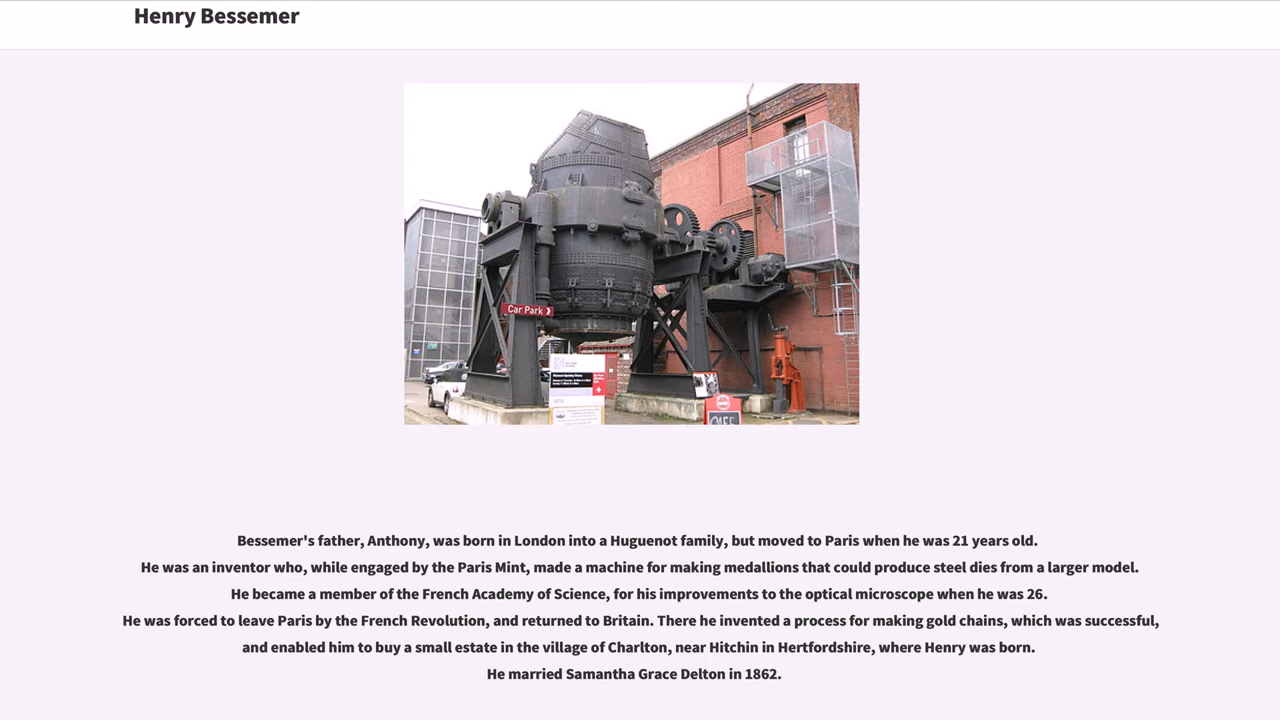 Henry Bessemer
Car Park
Bessemer's father, Anthony, was born in London into a Huguenot family, but moved to Paris when he was 21 years old.
He was an inventor who, while engaged by the Paris Mint, made a machine for making medallions that could produce steel dies from a larger model.
He became a member of the French Academy of Science, for his improvements to the optical microscope when he was 26.
He was forced to leave Paris by the French Revolution, and returned to Britain. There he invented a process for making gold chains, which was successful,
and enabled him to buy a small estate in the village of Charlton, near Hitchin in Hertfordshire, where Henry was born.
He married Samantha Grace Delton in 1862.